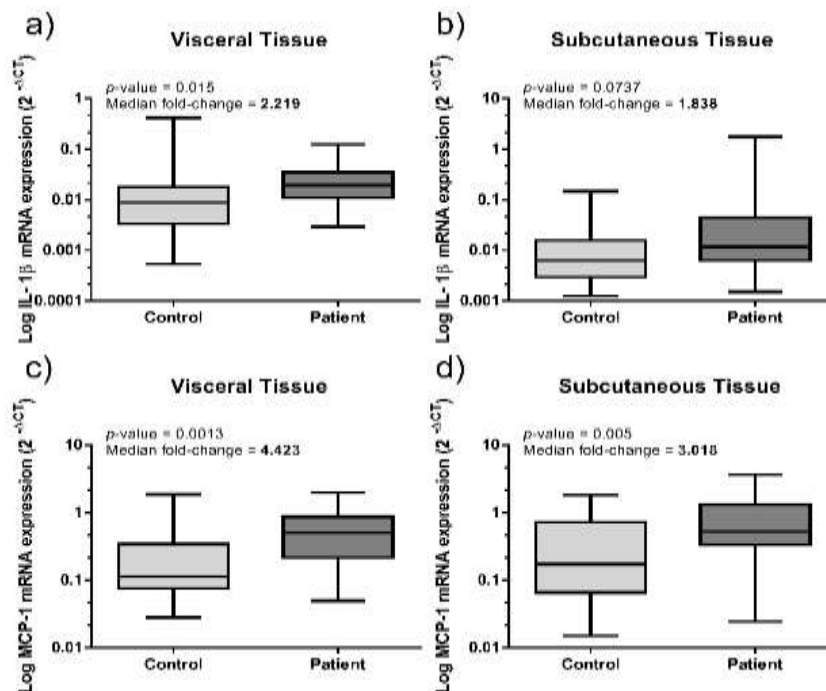 a)
Visceral Tissue
p-value = 0.015
Median fold-change = 2.219
Log IL-1β mRNA expression (2 -ΔCT)
1
0.1
0.01
0.001
0.0001
Control Patient
b)
Subcutaneous Tissue
p-value = 0.0737
Median fold-change = 1.838
Log IL-1β mRNA expression (2 -ΔCT)
10
1
0.1
0.01
0.001
Control Patient
c)
Visceral Tissue
p-value = 0.0013
Median fold-change = 4.423
Log MCP-1 mRNA expression (2 -ΔCT)
10
1
0.1
0.01
Control Patient
d)
Subcutaneous Tissue
p-value = 0.005
Median fold-change = 3.018
Log MCP-1 mRNA expression (2 -ΔCT)
10
1
0.1
0.01
Control Patient